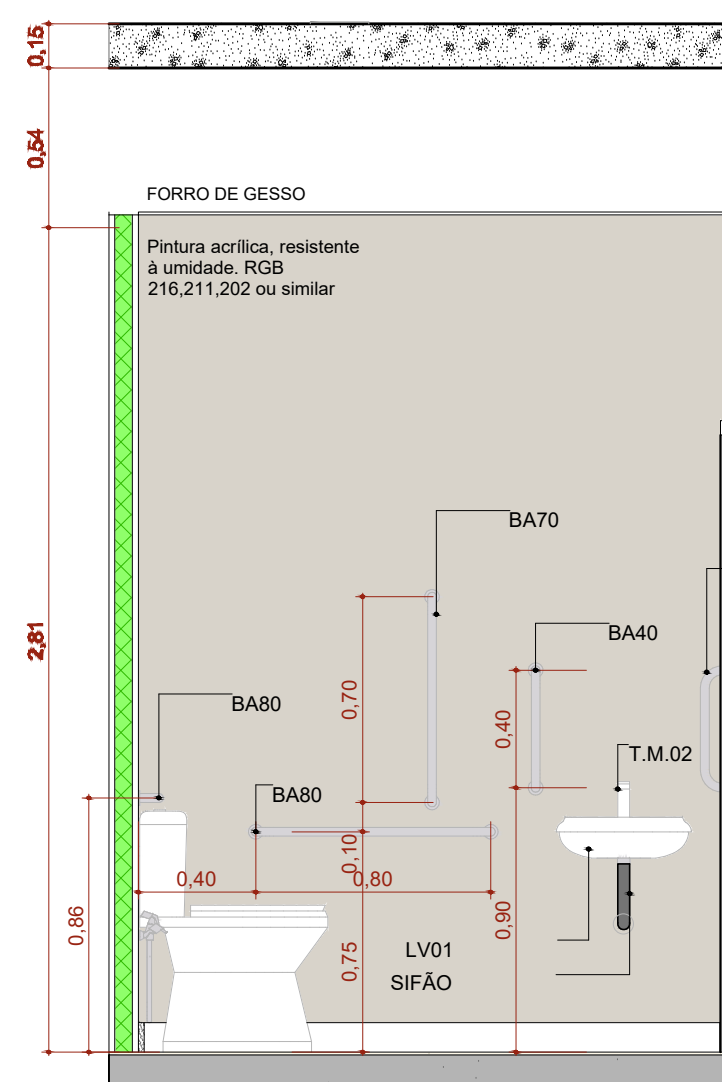 0,15
0,54
FORRO DE GESSO
Pintura acrílica, resistente
à umidade. RGB
216,211,202 ou similar
BA70
BA40
2,81
0,70
BA80
0,40
T.M.02
BA80
0,10
0,40
0,80
0,86
0,90
0,75
LV01
SIFÃO